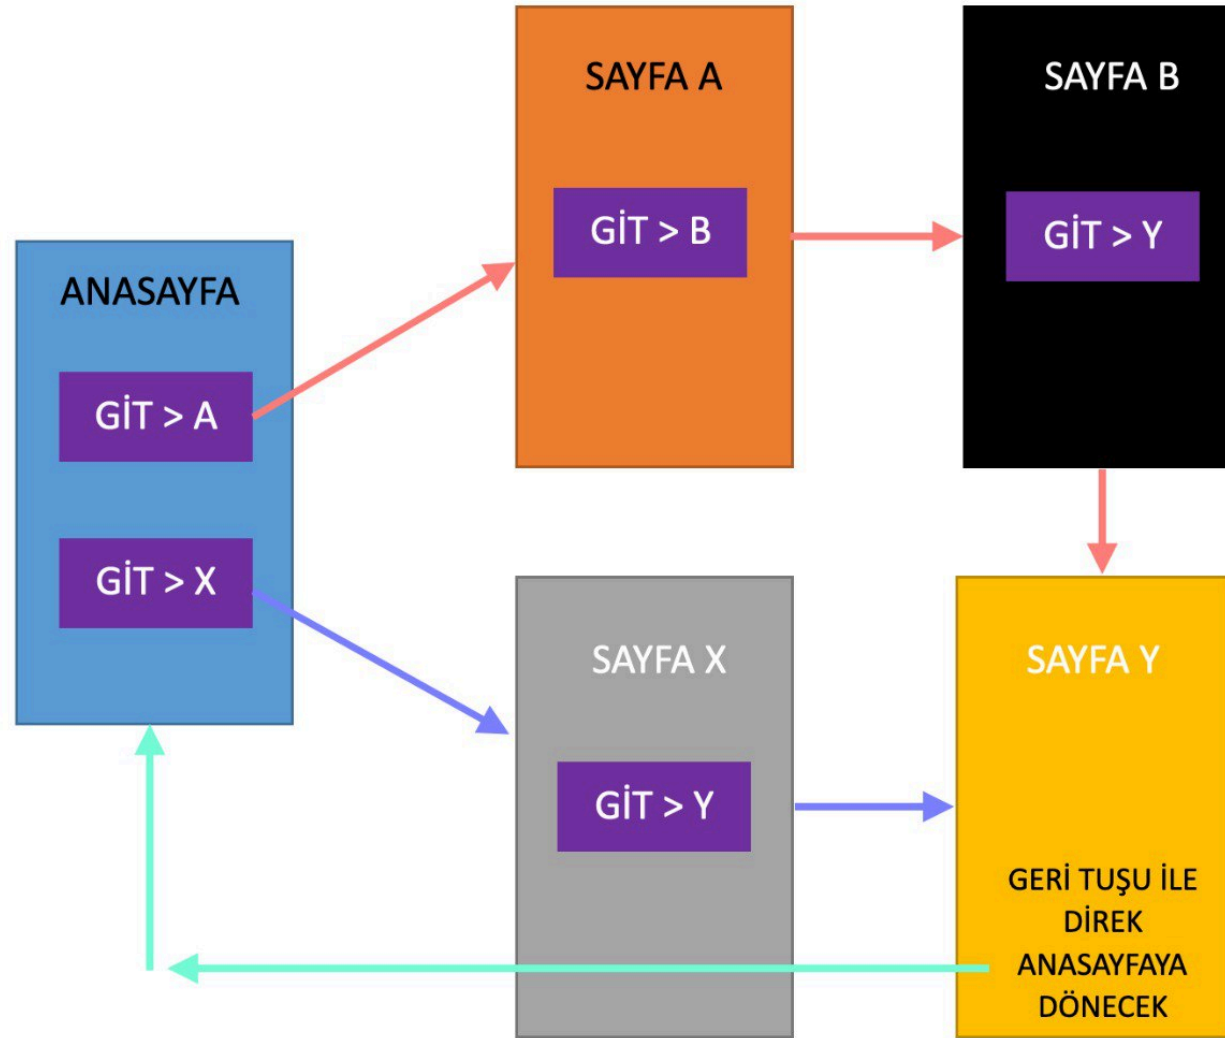 ANASAYFA
GİT > A
GİT > X
SAYFA A
GİT > B
SAYFA B
GİT > Y
SAYFA X
GİT > Y
SAYFA Y
GERİ TUŞU İLE
DİREK
ANASAYFAYA
DÖNECEK